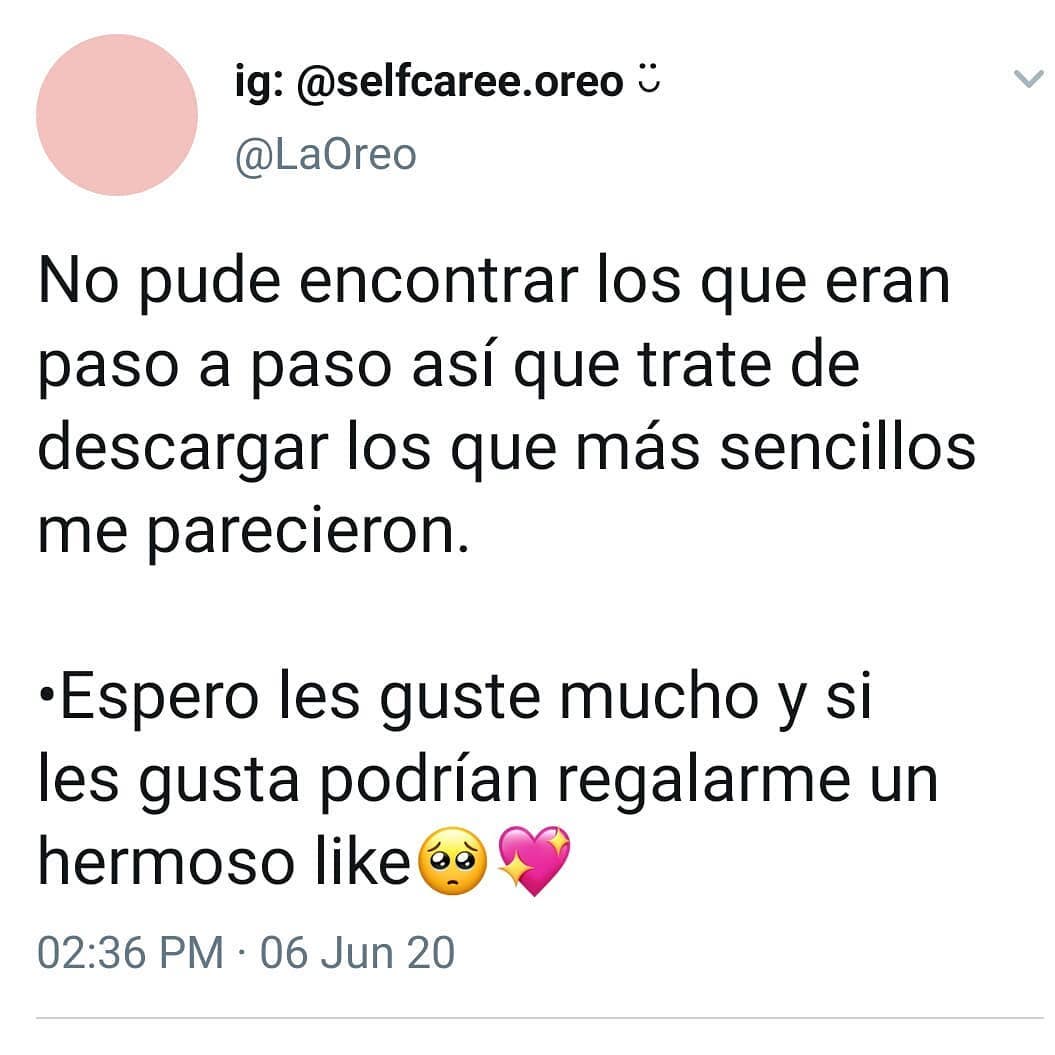 ig: @selfcaree.oreo ں̈
@LaOreo
No pude encontrar los que eran
paso a paso así que trate de
descargar los que más sencillos
me parecieron.
•Espero les guste mucho y si
les gusta podrían regalarme un
hermoso like🥺💖
02:36 PM · 06 Jun 20